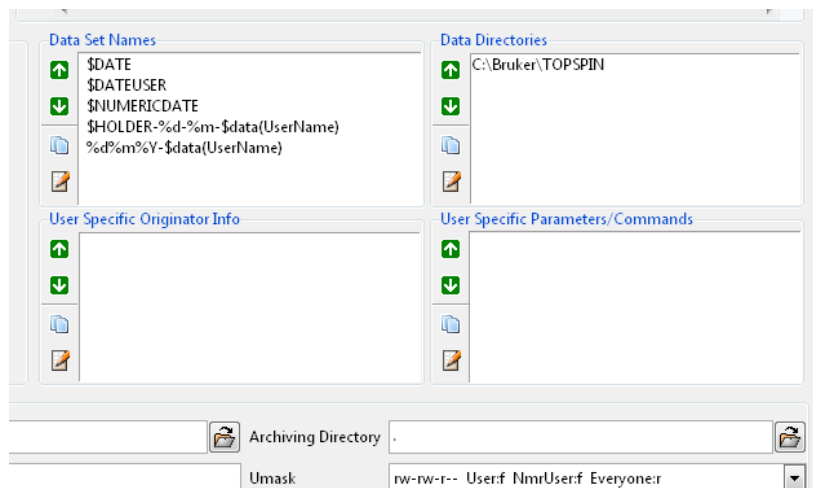 Data Set Names
$DATE
$DATEUSER
$NUMERICDATE
$HOLDER-%d-%m-$data(UserName)
%d%m%Y-$data(UserName)
Data Directories
C:\Bruker\TOPSPIN
User Specific Originator Info
User Specific Parameters/Commands
Archiving Directory .
Umask rw-rw-r-- User:f NmrUser:f Everyone:r